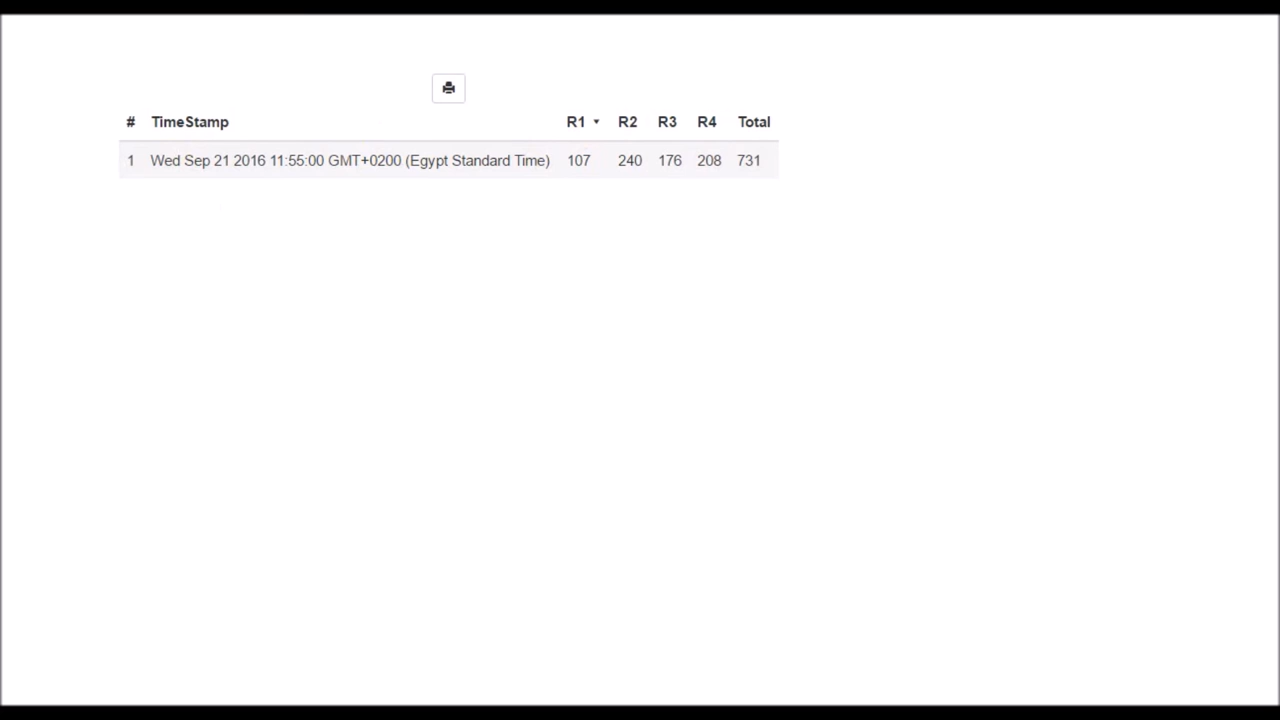 # TimeStamp R1 R2 R3 R4 Total
1 Wed Sep 21 2016 11:55:00 GMT+0200 (Egypt Standard Time) 107 240 176 208 731